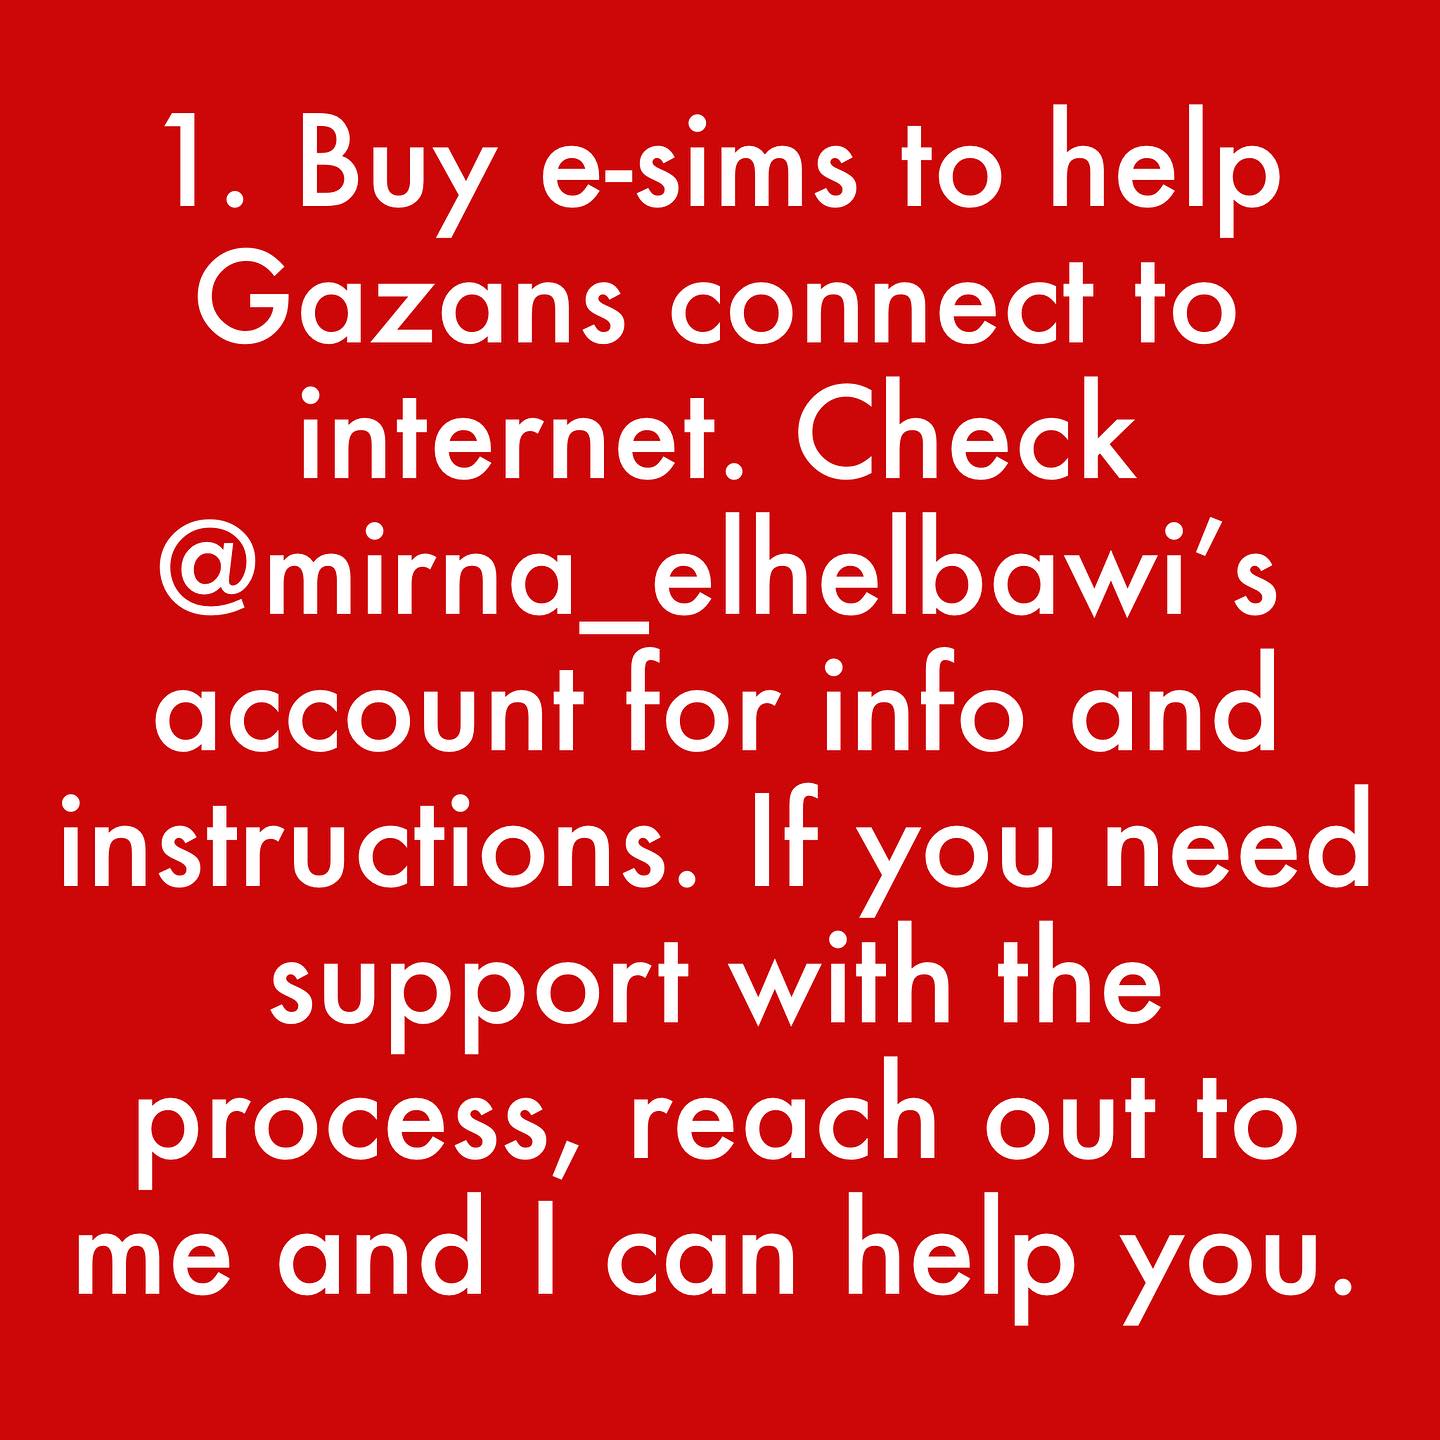 1. Buy e-sims to help
Gazans connect to
internet. Check
@mirna_elhelbawi’s
account for info and
instructions. If you need
support with the
process, reach out to
me and I can help you.